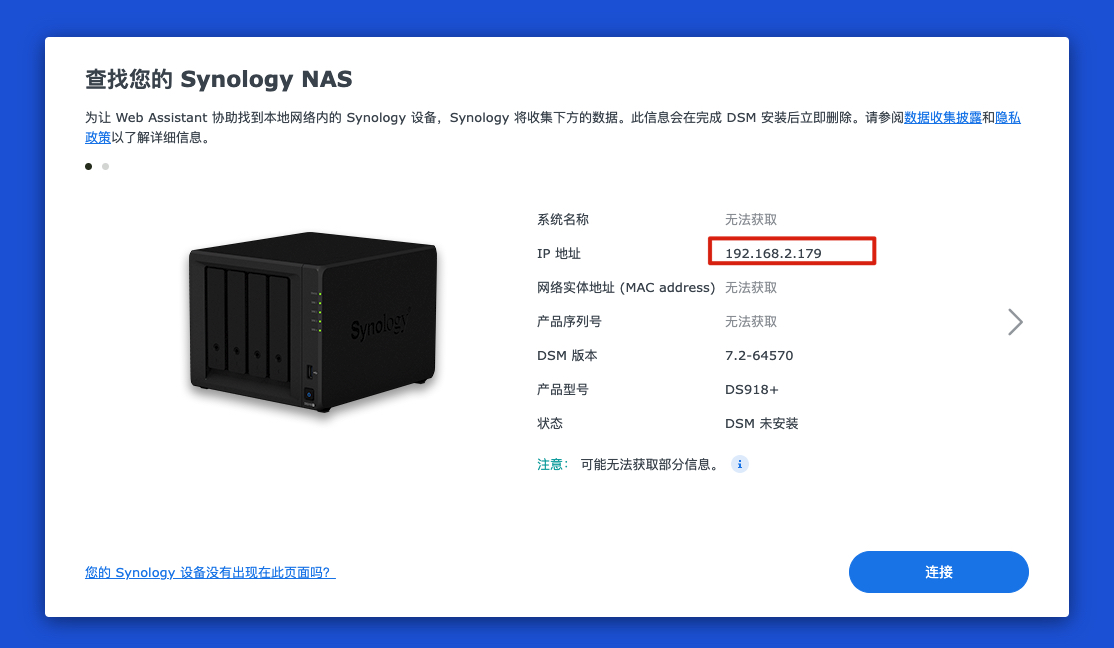 查找您的 Synology NAS
为让 Web Assistant 协助找到本地网络内的 Synology 设备，Synology 将收集下方的数据。此信息会在完成 DSM 安装后立即删除。请参阅数据收集披露和隐私
政策以了解详细信息。
系统名称 无法获取
IP 地址 192.168.2.179
网络实体地址 (MAC address) 无法获取
产品序列号 无法获取
Synology
DSM 版本 7.2-64570
产品型号 DS918+
状态 DSM 未安装
注意： 可能无法获取部分信息。
您的 Synology 设备没有出现在此页面吗？
连接